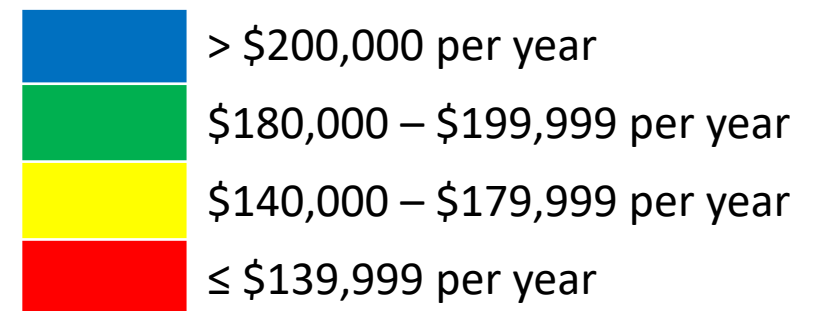 > $200,000 per year
$180,000 – $199,999 per year
$140,000 – $179,999 per year
≤ $139,999 per year